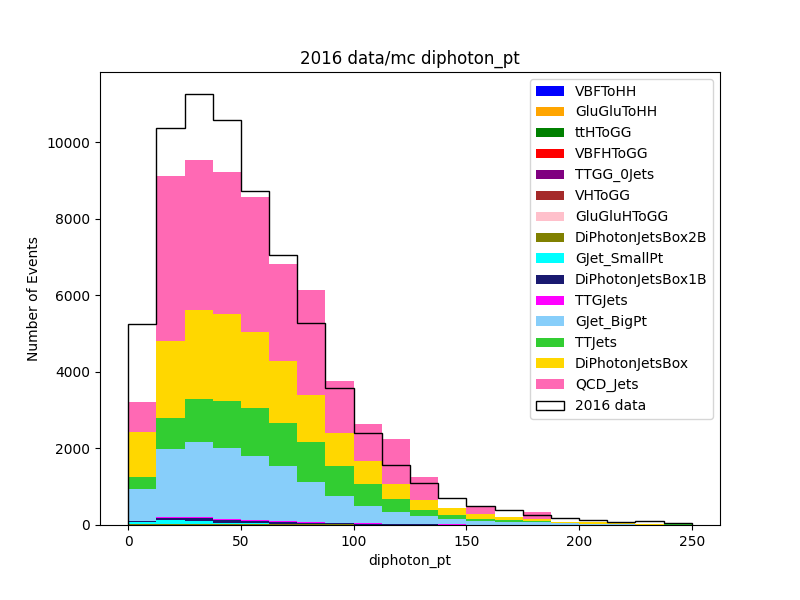 2016 data/mc diphoton_pt
Number of Events
10000
8000
6000
4000
2000
0
0
50
100
150
200
250
diphoton_pt
VBFToHH
GluGluToHH
ttHToGG
VBFHToGG
TTGG_0Jets
VHToGG
GluGluHToGG
DiPhotonJetsBox2B
GJet_SmallPt
DiPhotonJetsBox1B
TTGJets
GJet_BigPt
TTJets
DiPhotonJetsBox
QCD_Jets
2016 data